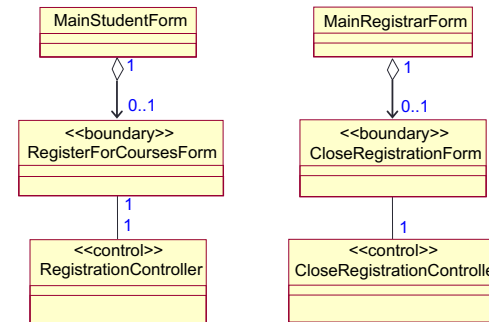 MainStudentForm
1
0..1
<<boundary>>
RegisterForCoursesForm
1
1
<<control>>
RegistrationController
MainRegistrarForm
1
0..1
<<boundary>>
CloseRegistrationForm
1
<<control>>
CloseRegistrationControlle